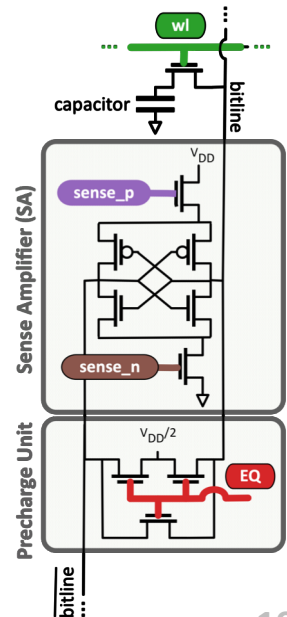 wl
capacitor
bitline
Sense Amplifier (SA)
VDD
sense_p
sense_n
Precharge Unit
VDD/2
EQ
bitline